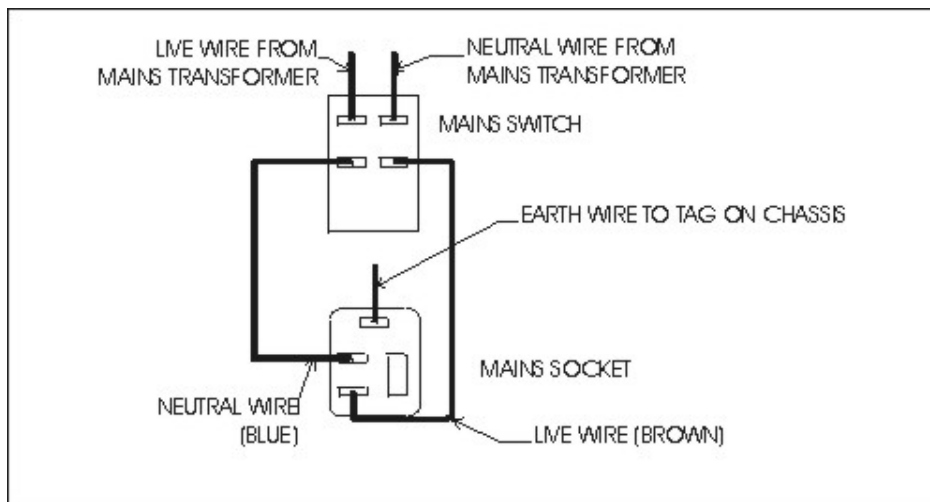 LIVE WIRE FROM
MAINS TRANSFORMER
NEUTRAL WIRE FROM
MAINS TRANSFORMER
MAINS SWITCH
EARTH WIRE TO TAG ON CHASSIS
MAINS SOCKET
NEUTRAL WIRE
(BLUE)
LIVE WIRE (BROWN)